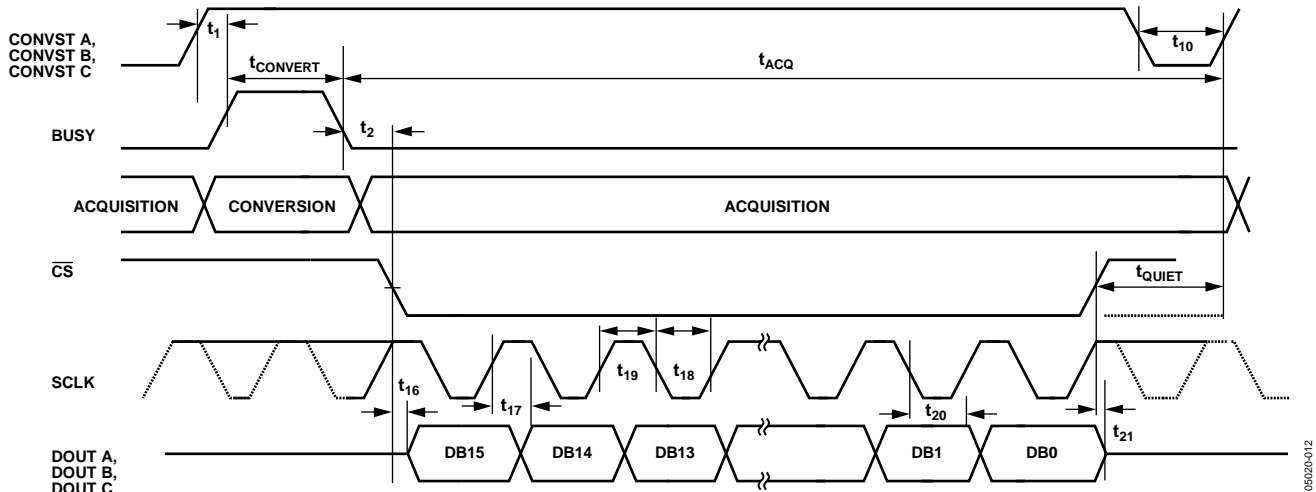 CONVST A,
CONVST B,
CONVST C
t1
tCONVERT
tACQ
t10
BUSY
t2
ACQUISITION
CONVERSION
ACQUISITION
CS
tQUIET
SCLK
t16
t17
t19
t18
t20
t21
DOUT A,
DOUT B,
DOUT C
DB15
DB14
DB13
DB1
DB0
05020-012